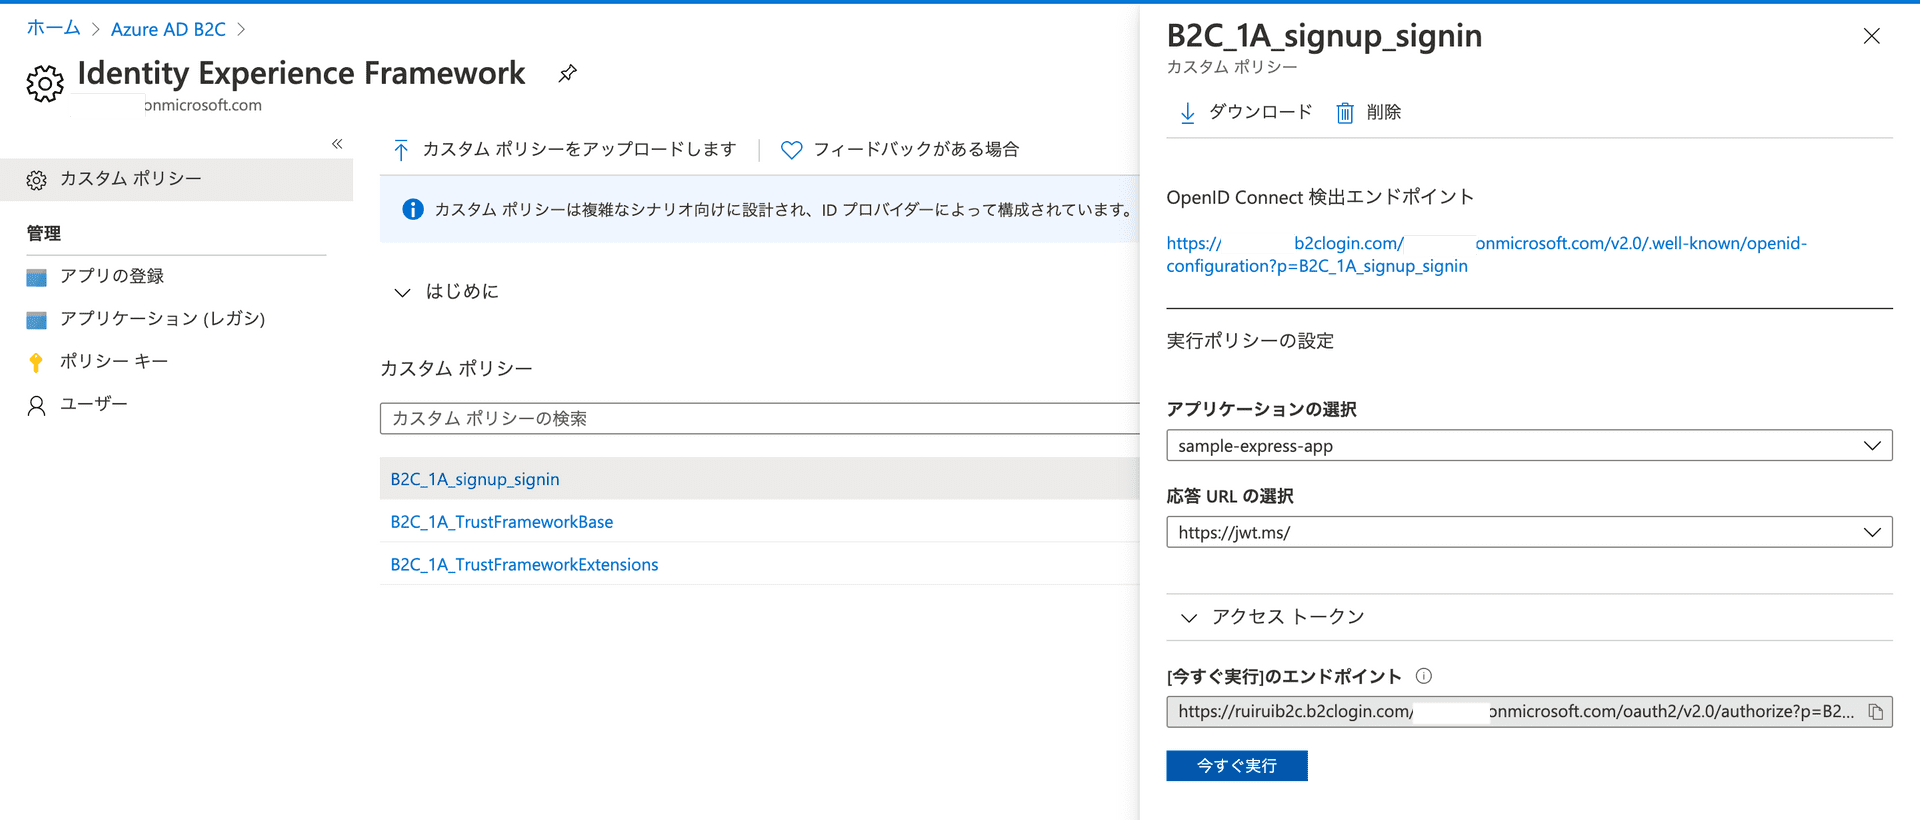 ホーム > Azure AD B2C >
Identity Experience Framework
onmicrosoft.com
«
カスタム ポリシー
管理
アプリの登録
アプリケーション (レガシ)
ポリシー キー
ユーザー
カスタム ポリシーをアップロードします
フィードバックがある場合
カスタム ポリシーは複雑なシナリオ向けに設計され、ID プロバイダーによって構成されています。
はじめに
カスタム ポリシー
カスタム ポリシーの検索
B2C_1A_signup_signin
B2C_1A_TrustFrameworkBase
B2C_1A_TrustFrameworkExtensions
B2C_1A_signup_signin
カスタム ポリシー
ダウンロード
削除
OpenID Connect 検出エンドポイント
https:// b2clogin.com/ onmicrosoft.com/v2.0/.well-known/openid-
configuration?p=B2C_1A_signup_signin
実行ポリシーの設定
アプリケーションの選択
sample-express-app
応答 URL の選択
https://jwt.ms/
アクセス トークン
[今すぐ実行]のエンドポイント
https://ruiruib2c.b2clogin.com/ onmicrosoft.com/oauth2/v2.0/authorize?p=B2...
今すぐ実行